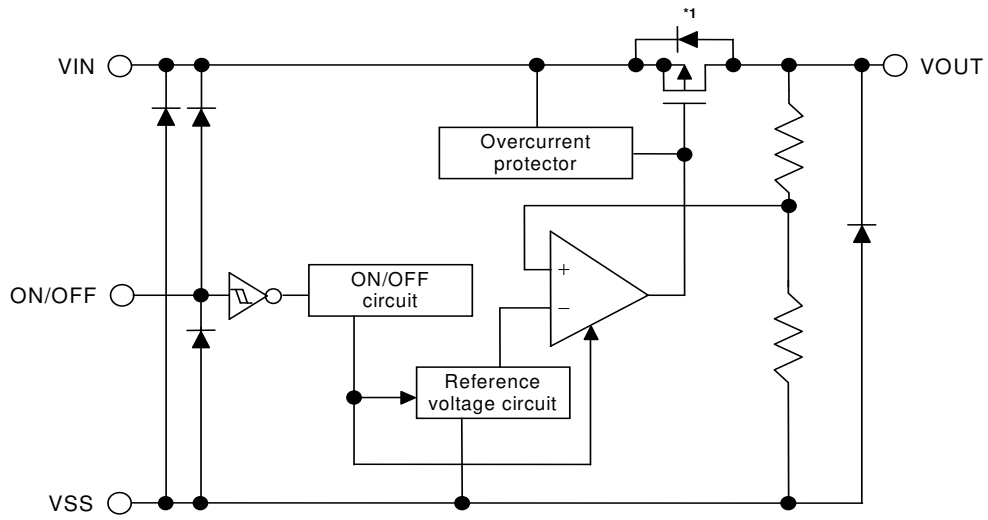 *1
VIN
VOUT
Overcurrent
protector
+
−
ON/OFF
ON/OFF
circuit
Reference
voltage circuit
VSS